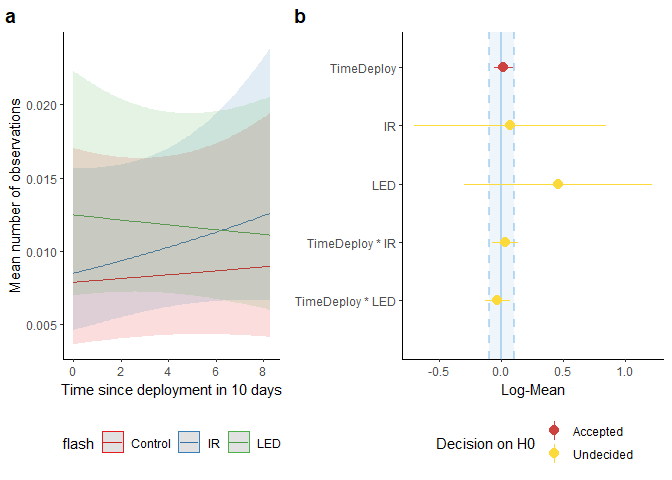 a
Mean number of observations
0.020
0.015
0.010
0.005
0 2 4 6 8
Time since deployment in 10 days
flash Control IR LED
b
TimeDeploy
IR
LED
TimeDeploy * IR
TimeDeploy * LED
-0.5 0.0 0.5 1.0
Log-Mean
Decision on H0
Accepted
Undecided